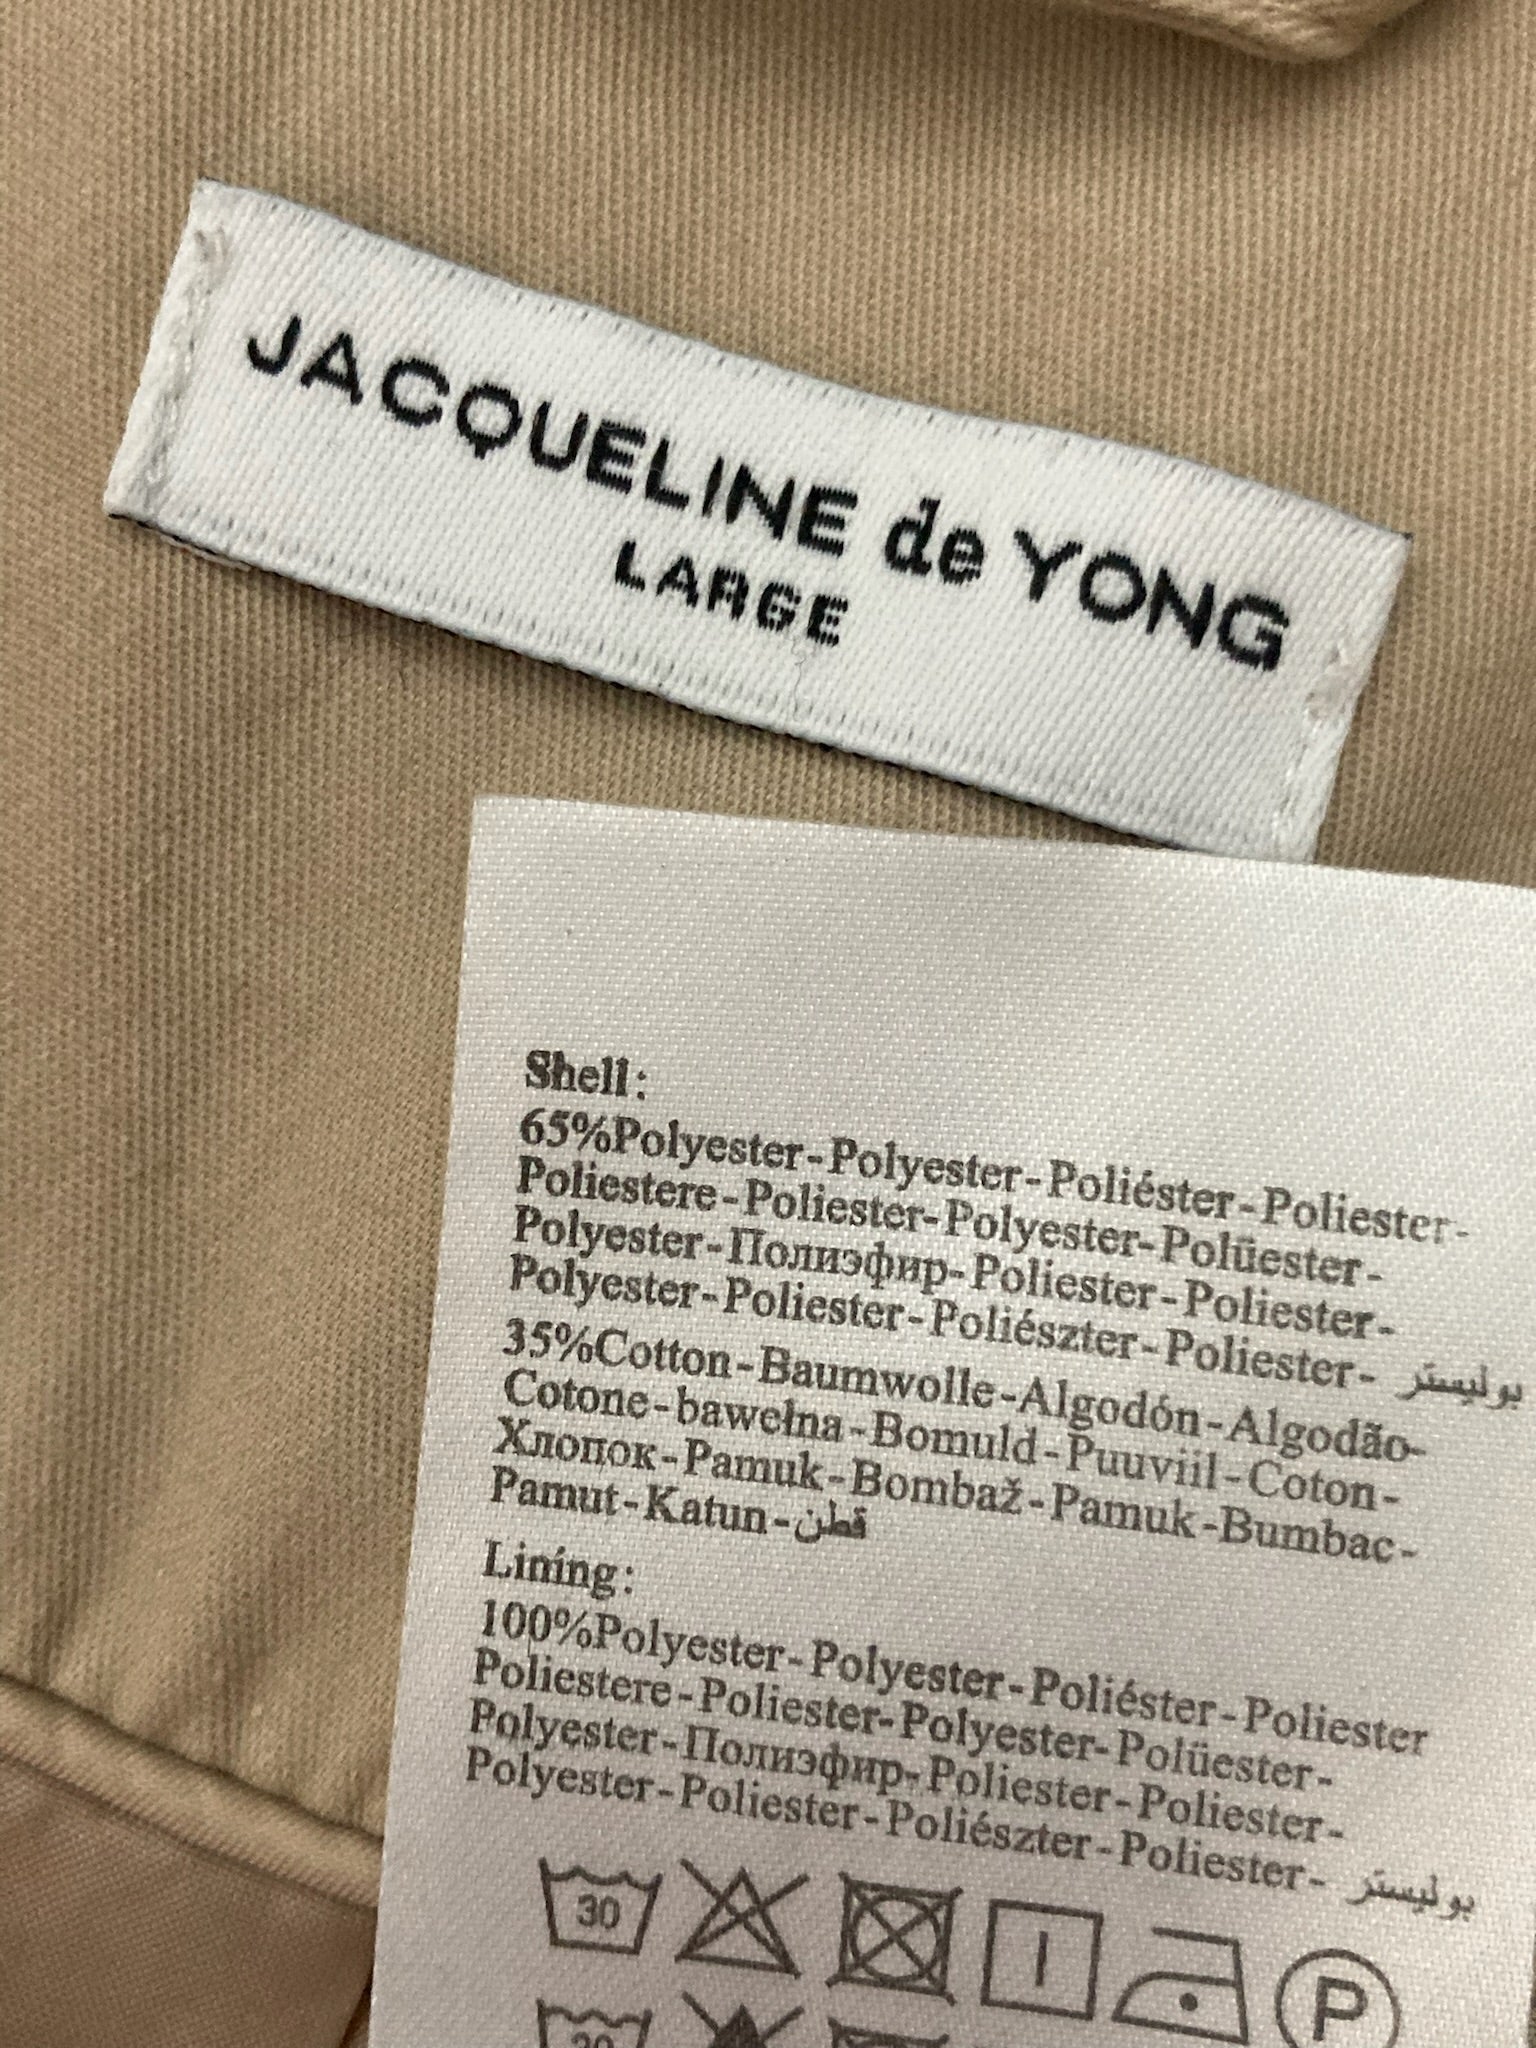 JACQUELINE de YONG
LARGE
Shell:
65%Polyester-Polyester-Poliéster-Poliester-
Poliestere-Poliester-Polyester-Polüester-
Polyester-Полиэфир-Poliester-Poliester-
Polyester-Poliester-Poliészter-Poliester- بوليستر
35%Cotton-Baumwolle-Algodón-Algodão-
Cotone-bawełna-Bomuld-Puuviil-Coton-
Хлопок-Pamuk-Bombaž-Pamuk-Bumbac-
Pamut-Katun-قطن
Lining:
100%Polyester-Polyester-Poliéster-Poliester
Poliestere-Poliester-Polyester-Polüester-
Polyester-Полиэфир-Poliester-Poliester-
Polyester-Poliester-Poliészter-Poliester- بوليستر
30 P
30